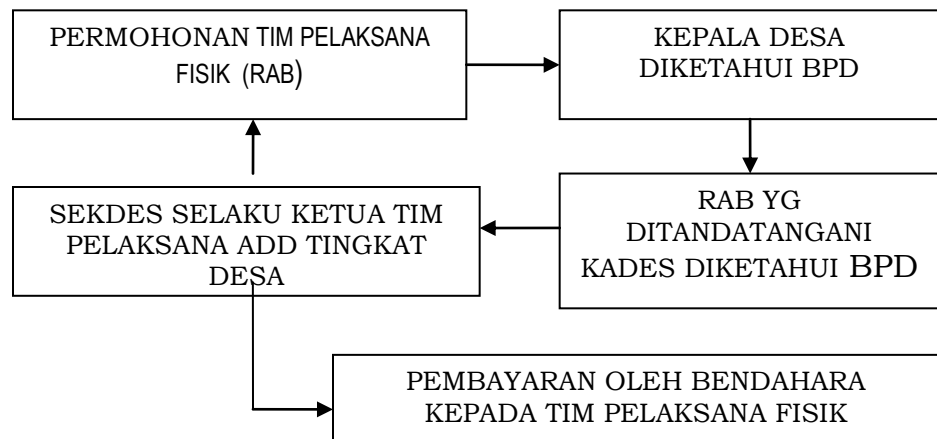 PERMOHONAN TIM PELAKSANA
FISIK (RAB)
KEPALA DESA
DIKETAHUI BPD
SEKDES SELAKU KETUA TIM
PELAKSANA ADD TINGKAT
DESA
RAB YG
DITANDATANGANI
KADES DIKETAHUI BPD
PEMBAYARAN OLEH BENDAHARA
KEPADA TIM PELAKSANA FISIK